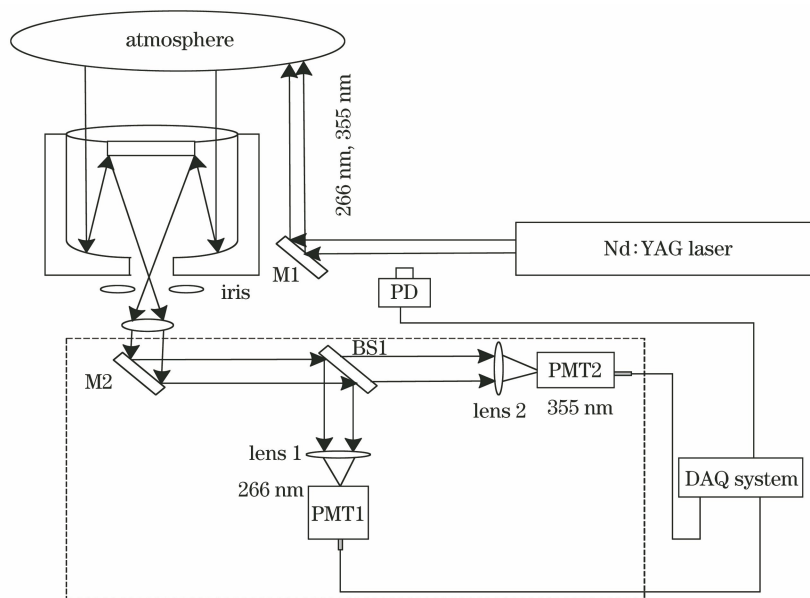 atmosphere
266 nm, 355 nm
Nd:YAG laser
M1
iris
PD
BS1
M2
PMT2
lens 2
355 nm
lens 1
DAQ system
266 nm
PMT1